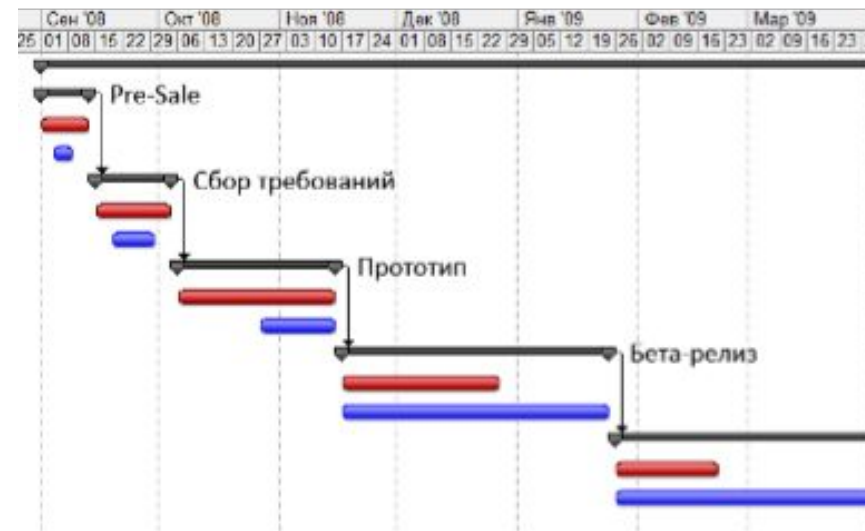 Сен '08 Окт '08 Ноя '08 Дек '08 Янв '09 Фев '09 Мар '09
25 01 08 15 22 29 06 13 20 27 03 10 17 24 01 08 15 22 29 05 12 19 26 02 09 16 23 02 09 16 23
Pre-Sale
Сбор требований
Прототип
Бета-релиз